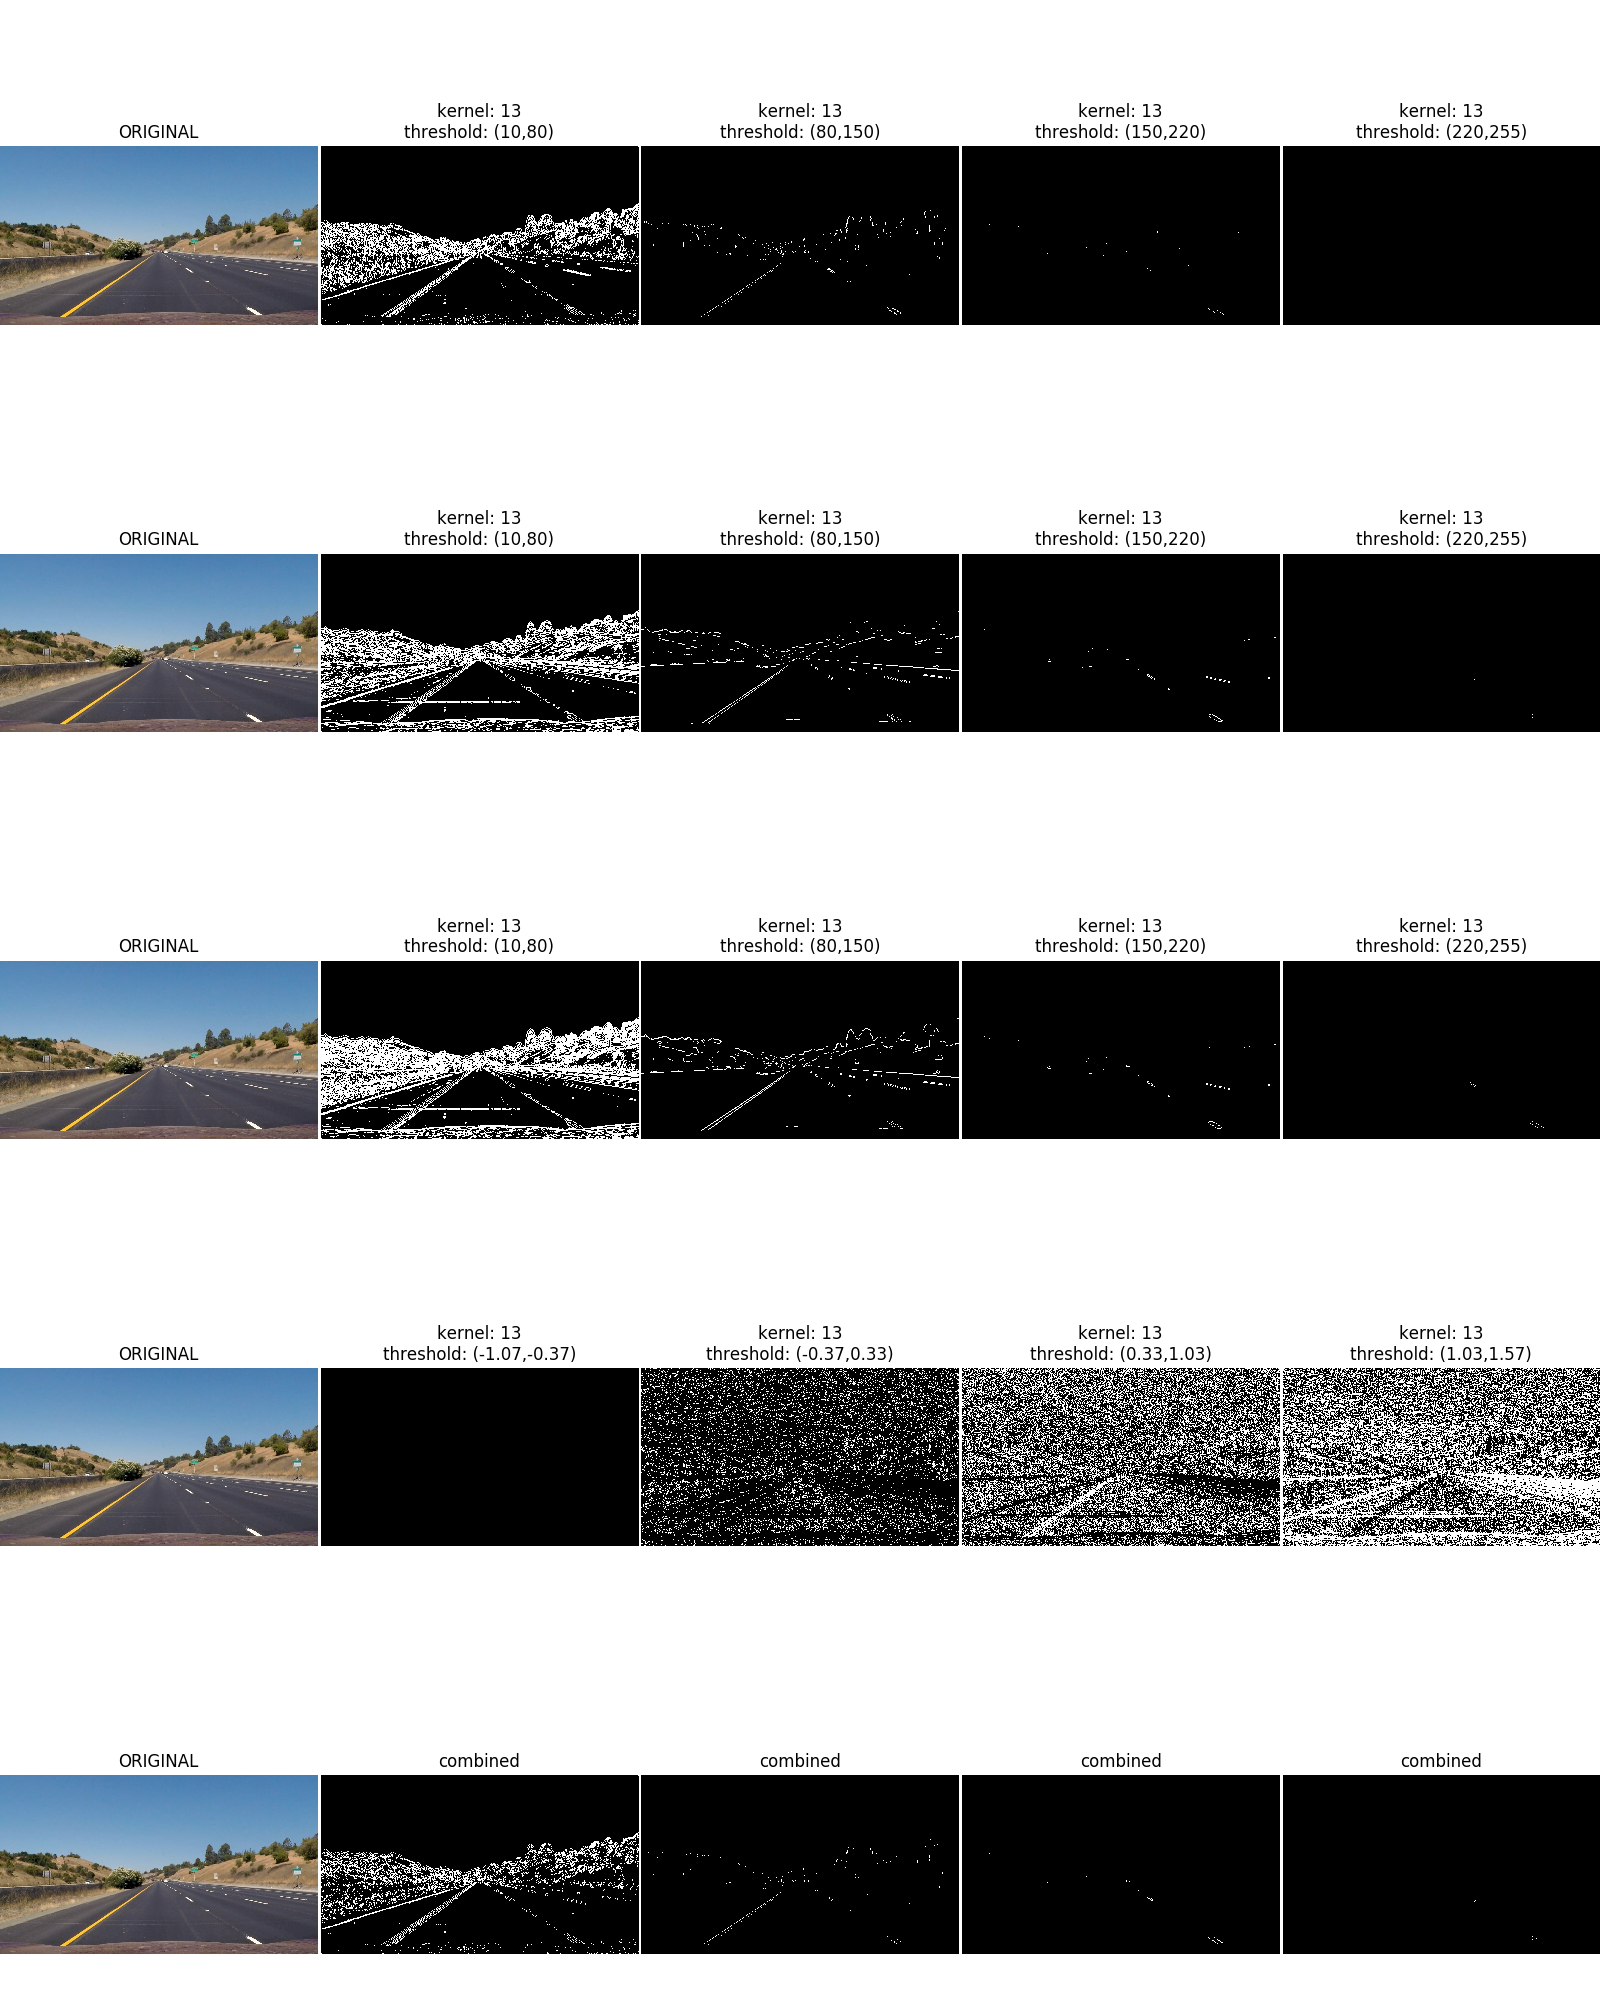 ORIGINAL
kernel: 13
threshold: (10,80)
kernel: 13
threshold: (80,150)
kernel: 13
threshold: (150,220)
kernel: 13
threshold: (220,255)
ORIGINAL
kernel: 13
threshold: (10,80)
kernel: 13
threshold: (80,150)
kernel: 13
threshold: (150,220)
kernel: 13
threshold: (220,255)
ORIGINAL
kernel: 13
threshold: (10,80)
kernel: 13
threshold: (80,150)
kernel: 13
threshold: (150,220)
kernel: 13
threshold: (220,255)
ORIGINAL
kernel: 13
threshold: (-1.07,-0.37)
kernel: 13
threshold: (-0.37,0.33)
kernel: 13
threshold: (0.33,1.03)
kernel: 13
threshold: (1.03,1.57)
ORIGINAL
combined
combined
combined
combined